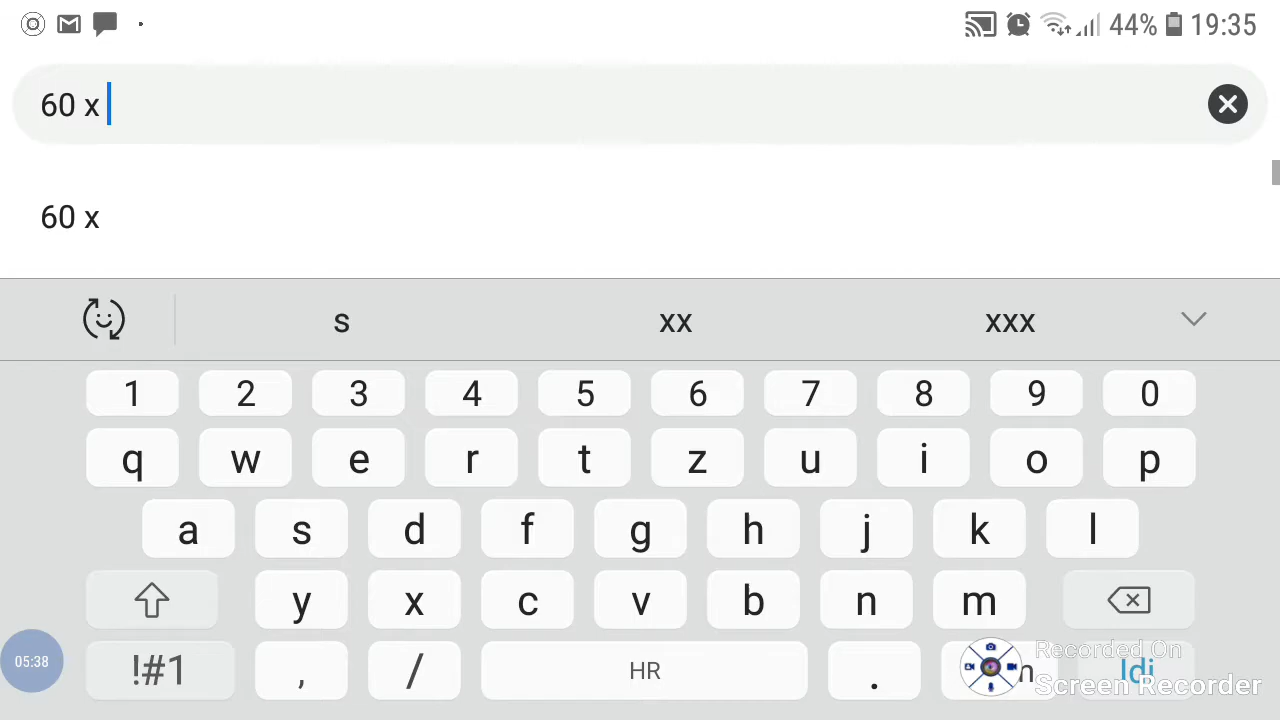 44% 19:35
60 x
60 x
s xx xxx
1 2 3 4 5 6 7 8 9 0
q w e r t z u i o p
a s d f g h j k l
y x c v b n m
!#1 , / HR . n Idi
05:38
Recorded On
Screen Recorder